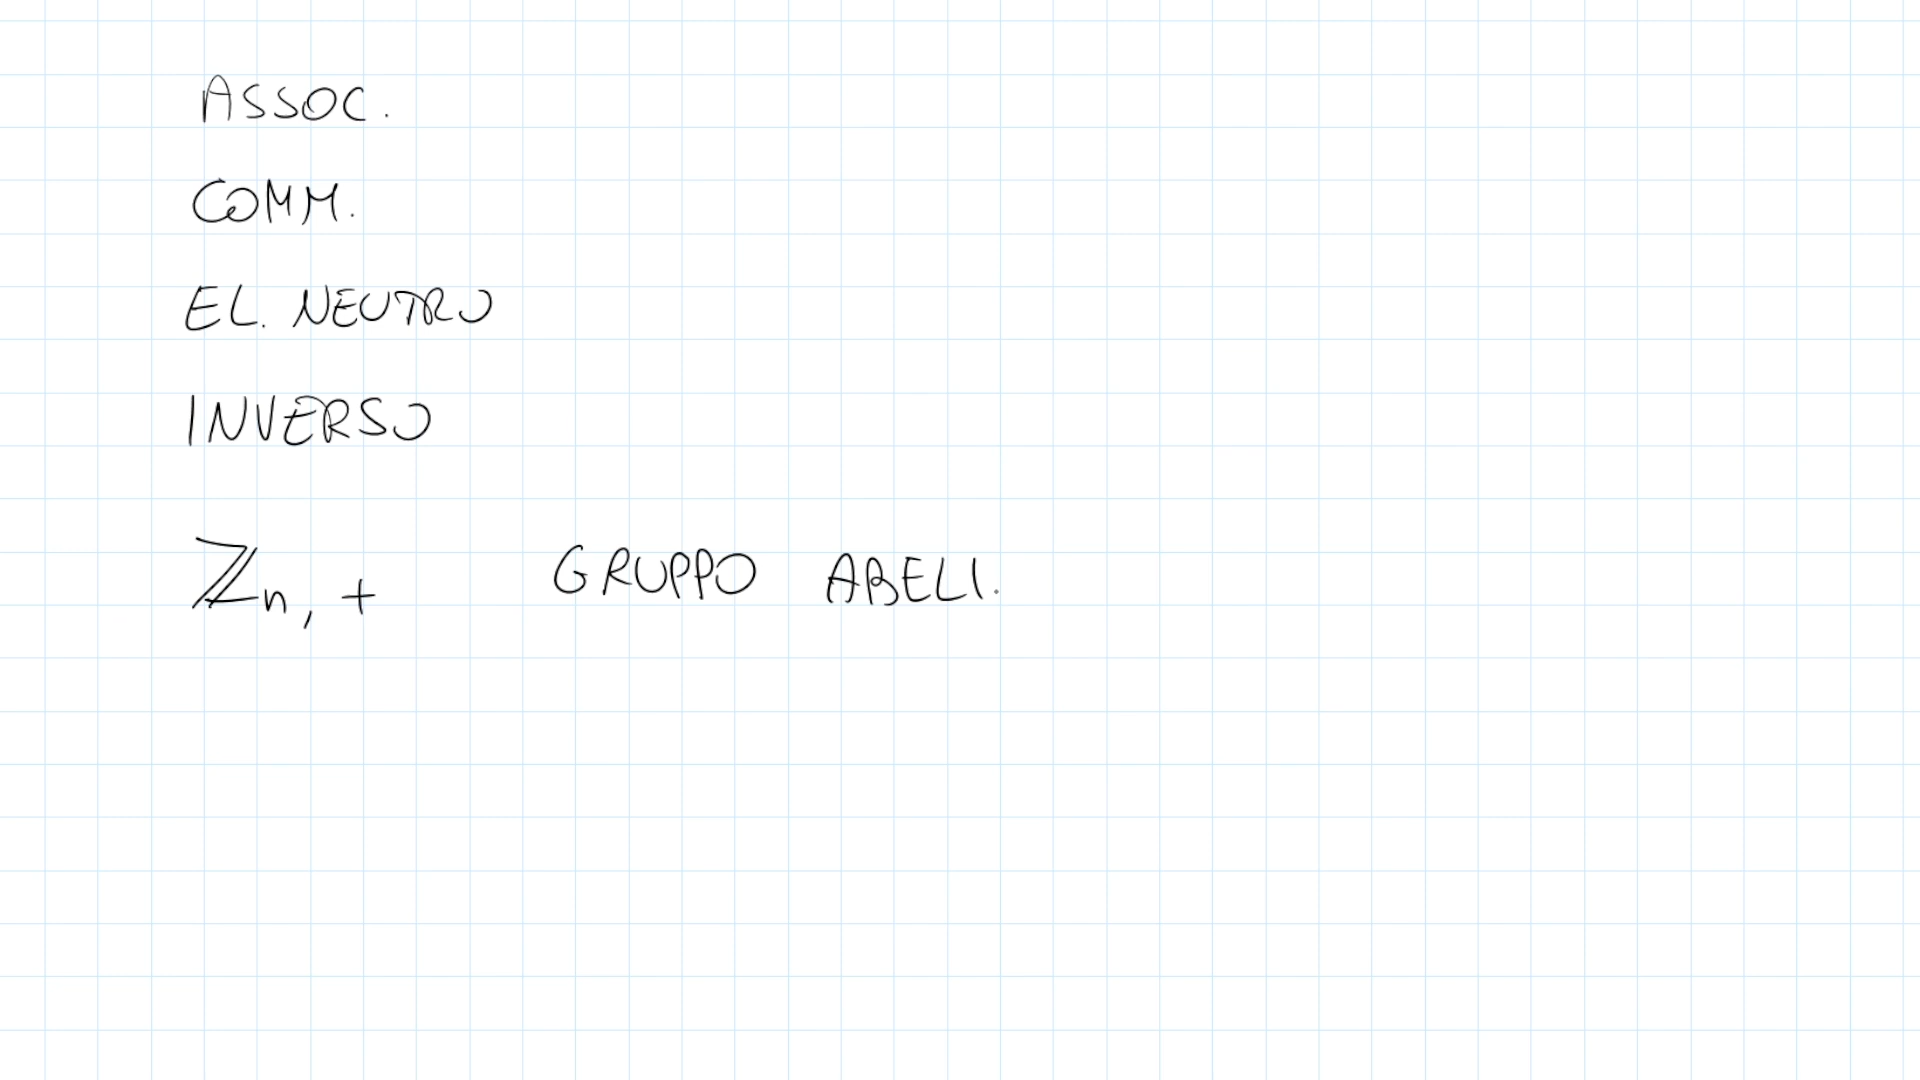 ASSOC.
COMM.
EL. NEUTRO
INVERSO
ℤn, + GRUPPO ABELI.